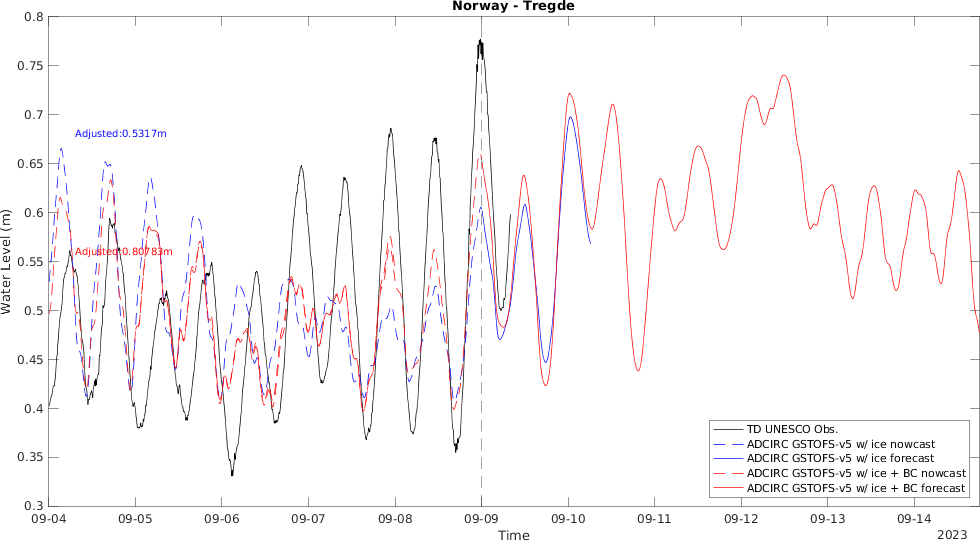 Norway - Tregde
0.8
0.75
0.7
0.65
0.6
0.55
0.5
0.45
0.4
0.35
0.3
Water Level (m)
Adjusted:0.5317m
Adjusted:0.80783m
TD UNESCO Obs.
ADCIRC GSTOFS-v5 w/ ice nowcast
ADCIRC GSTOFS-v5 w/ ice forecast
ADCIRC GSTOFS-v5 w/ ice + BC nowcast
ADCIRC GSTOFS-v5 w/ ice + BC forecast
09-04 09-05 09-06 09-07 09-08 09-09 09-10 09-11 09-12 09-13 09-14
Time
2023